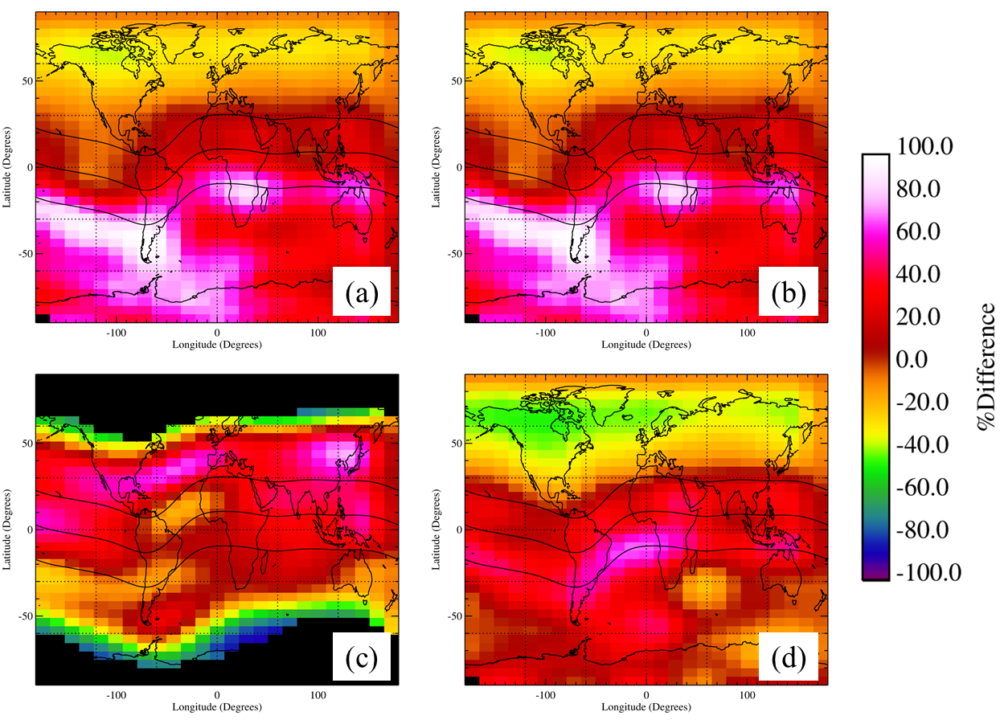 50
0
-50
Latitude (Degrees)
-100
0
100
Longitude (Degrees)
(a)
50
0
-50
Latitude (Degrees)
-100
0
100
Longitude (Degrees)
(b)
50
0
-50
Latitude (Degrees)
-100
0
100
Longitude (Degrees)
(c)
50
0
-50
Latitude (Degrees)
-100
0
100
Longitude (Degrees)
(d)
100.0
80.0
60.0
40.0
20.0
0.0
-20.0
-40.0
-60.0
-80.0
-100.0
%Difference